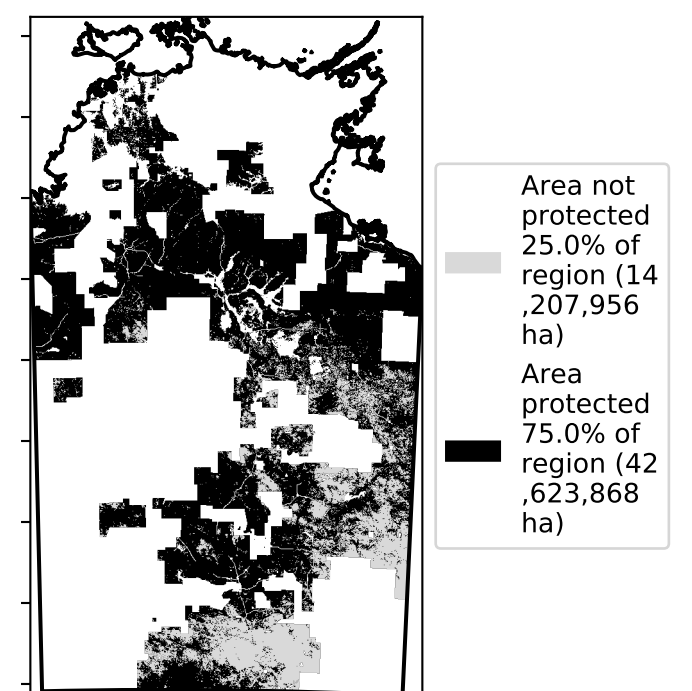 Area not
protected
25.0% of
region (14
,207,956
ha)
Area
protected
75.0% of
region (42
,623,868
ha)